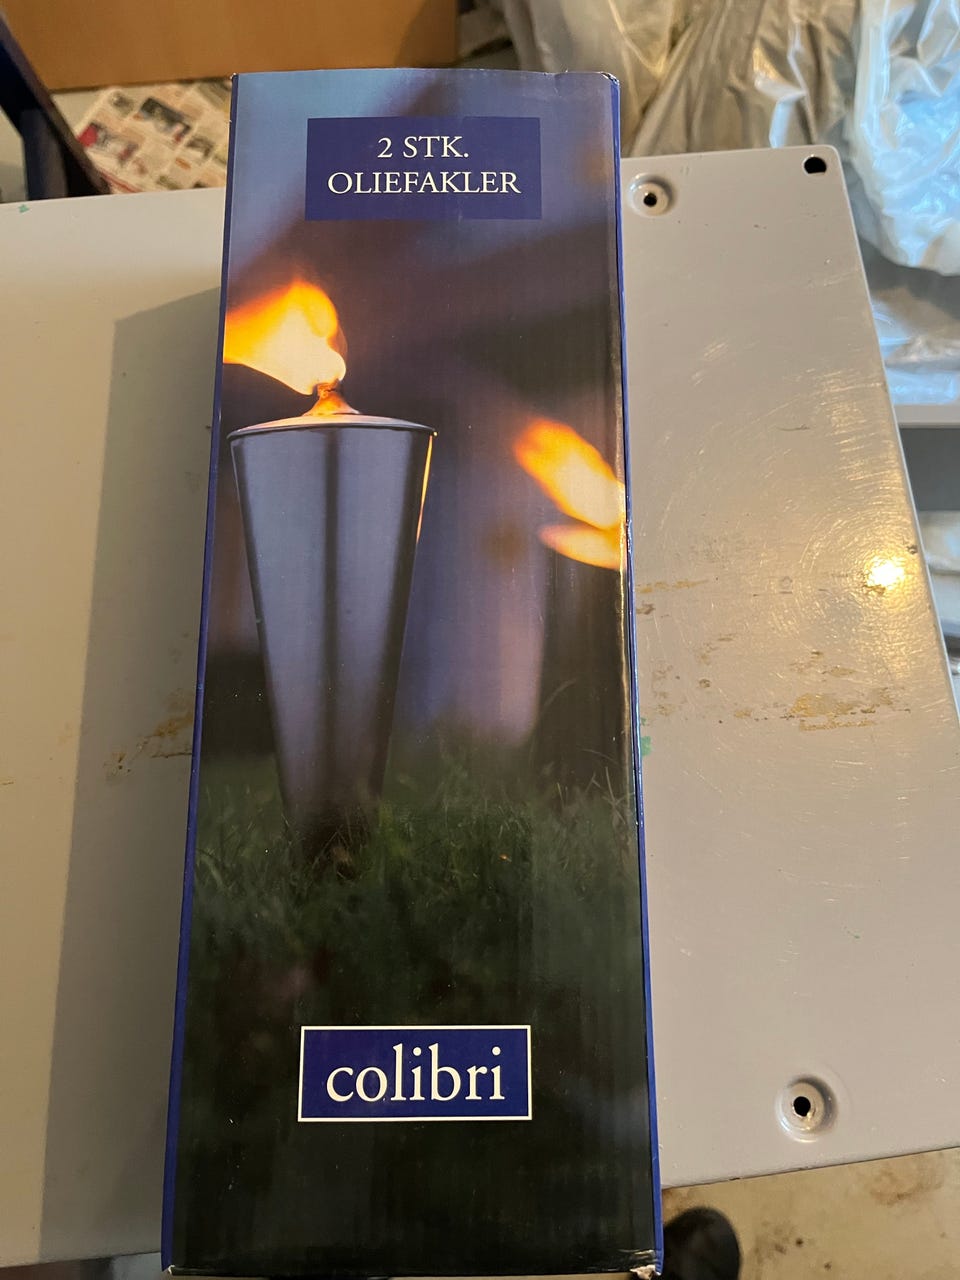 2 STK.
OLIEFAKLER
colibri